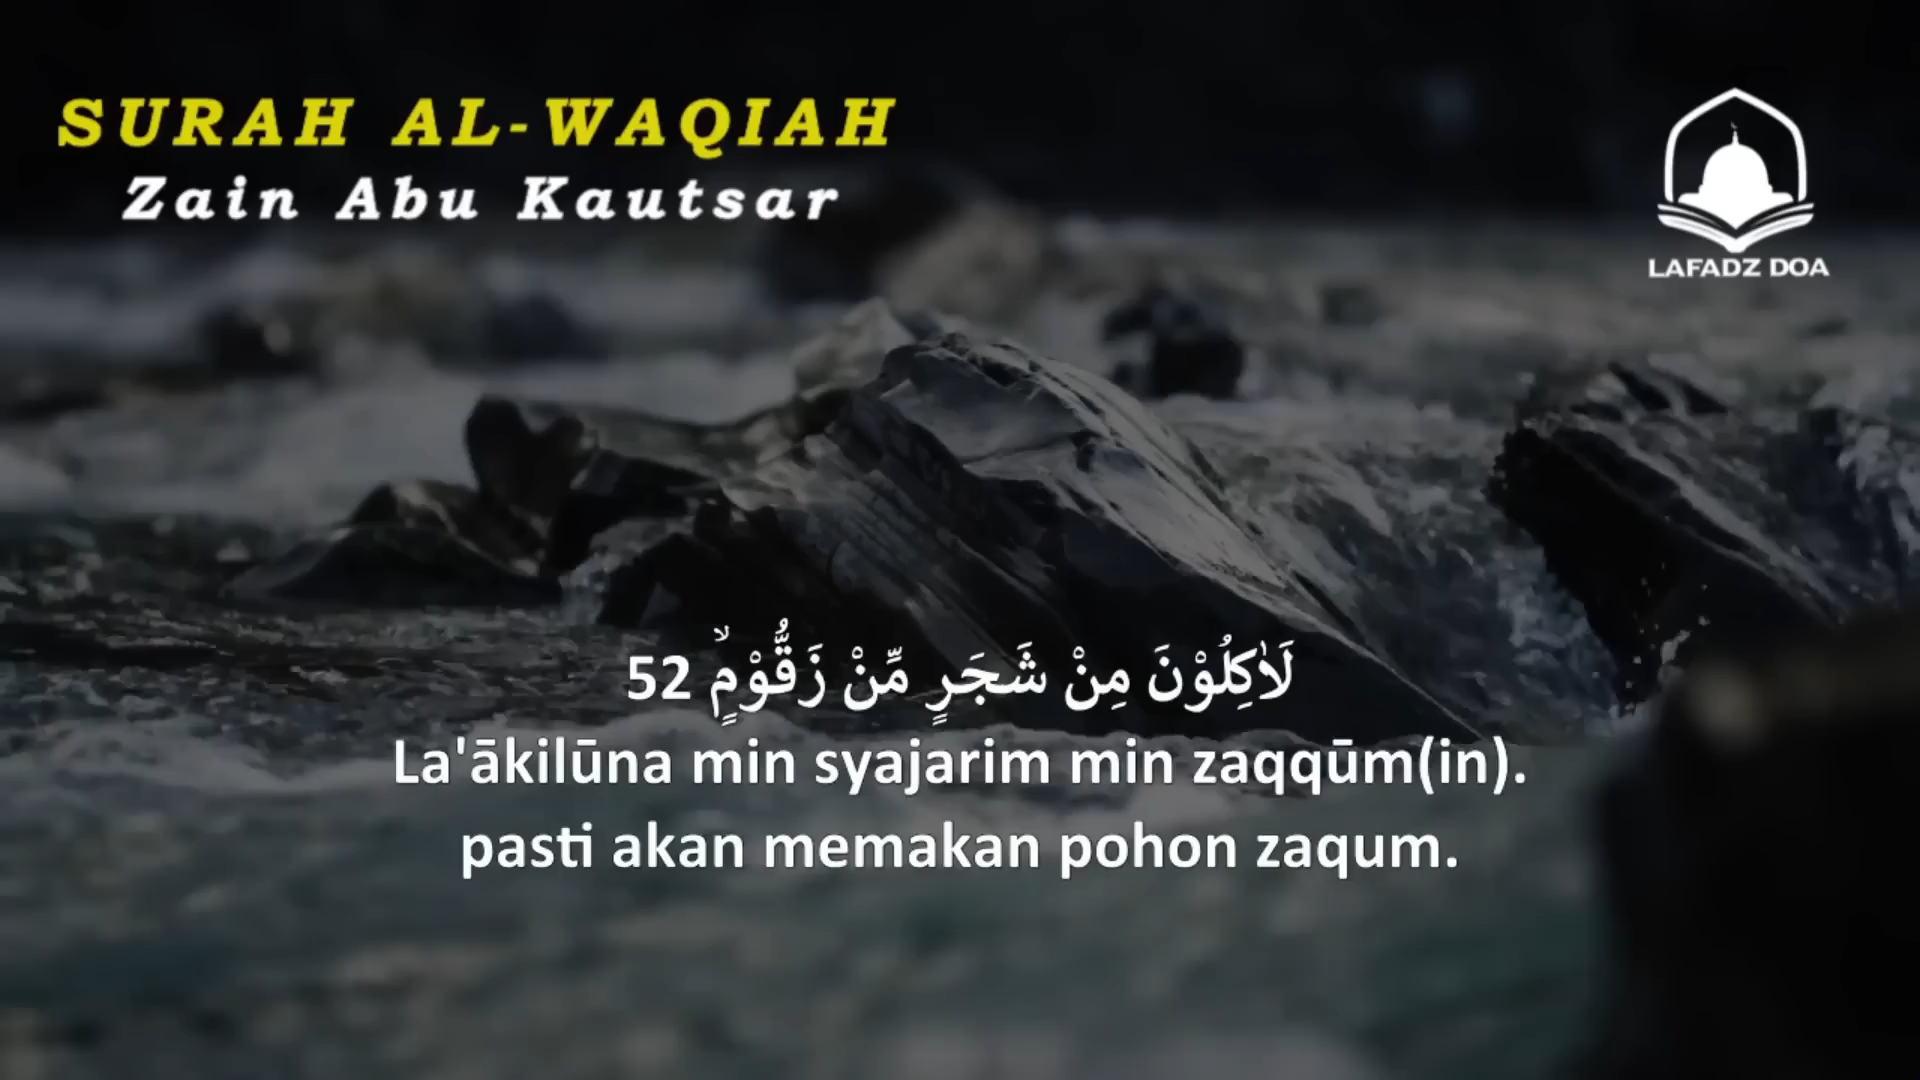 SURAH AL-WAQIAH
Zain Abu Kautsar
LAFADZ DOA
لَاٰكِلُوْنَ مِنْ شَجَرٍ مِّنْ زَقُّوْمٍۙ 52
La'ākilūna min syajarim min zaqqūm(in).
pasti akan memakan pohon zaqum.